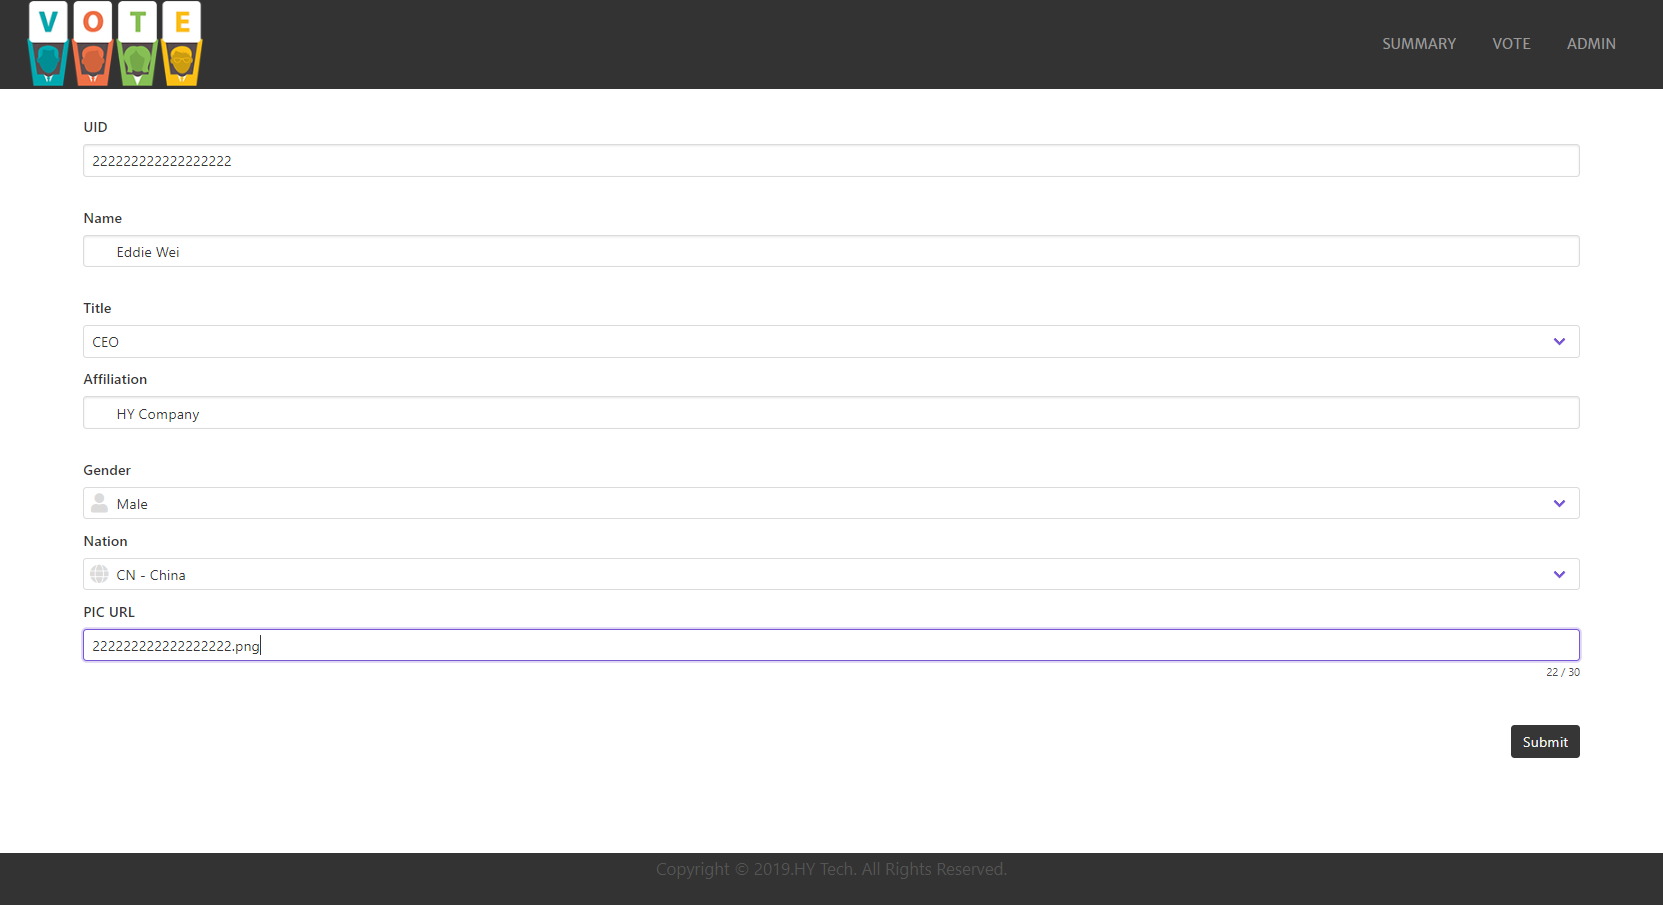 V O T E
SUMMARY VOTE ADMIN
UID
222222222222222222
Name
Eddie Wei
Title
CEO
Affiliation
HY Company
Gender
Male
Nation
CN - China
PIC URL
222222222222222222.png
22 / 30
Submit
Copyright © 2019.HY Tech. All Rights Reserved.